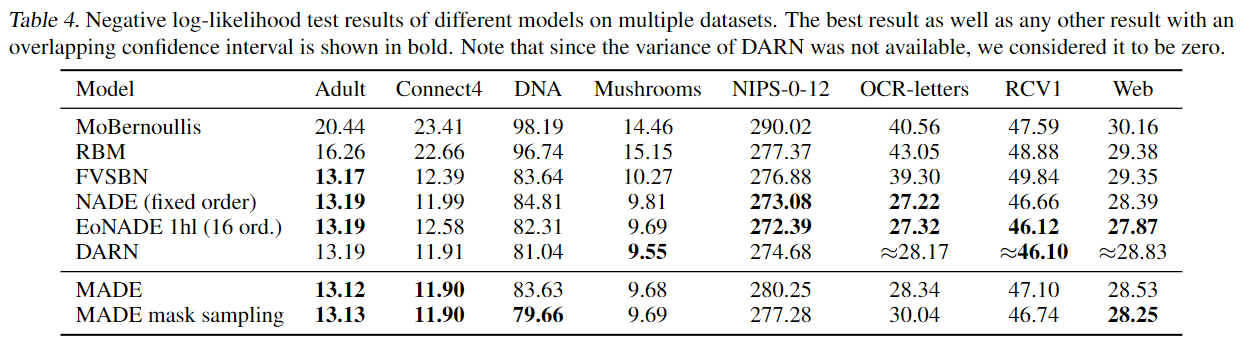 Table 4. Negative log-likelihood test results of different models on multiple datasets. The best result as well as any other result with an
overlapping confidence interval is shown in bold. Note that since the variance of DARN was not available, we considered it to be zero.
Model Adult Connect4 DNA Mushrooms NIPS-0-12 OCR-letters RCV1 Web
MoBernoullis 20.44 23.41 98.19 14.46 290.02 40.56 47.59 30.16
RBM 16.26 22.66 96.74 15.15 277.37 43.05 48.88 29.38
FVSBN 13.17 12.39 83.64 10.27 276.88 39.30 49.84 29.35
NADE (fixed order) 13.19 11.99 84.81 9.81 273.08 27.22 46.66 28.39
EoNADE 1hl (16 ord.) 13.19 12.58 82.31 9.69 272.39 27.32 46.12 27.87
DARN 13.19 11.91 81.04 9.55 274.68 ≈28.17 ≈46.10 ≈28.83
MADE 13.12 11.90 83.63 9.68 280.25 28.34 47.10 28.53
MADE mask sampling 13.13 11.90 79.66 9.69 277.28 30.04 46.74 28.25